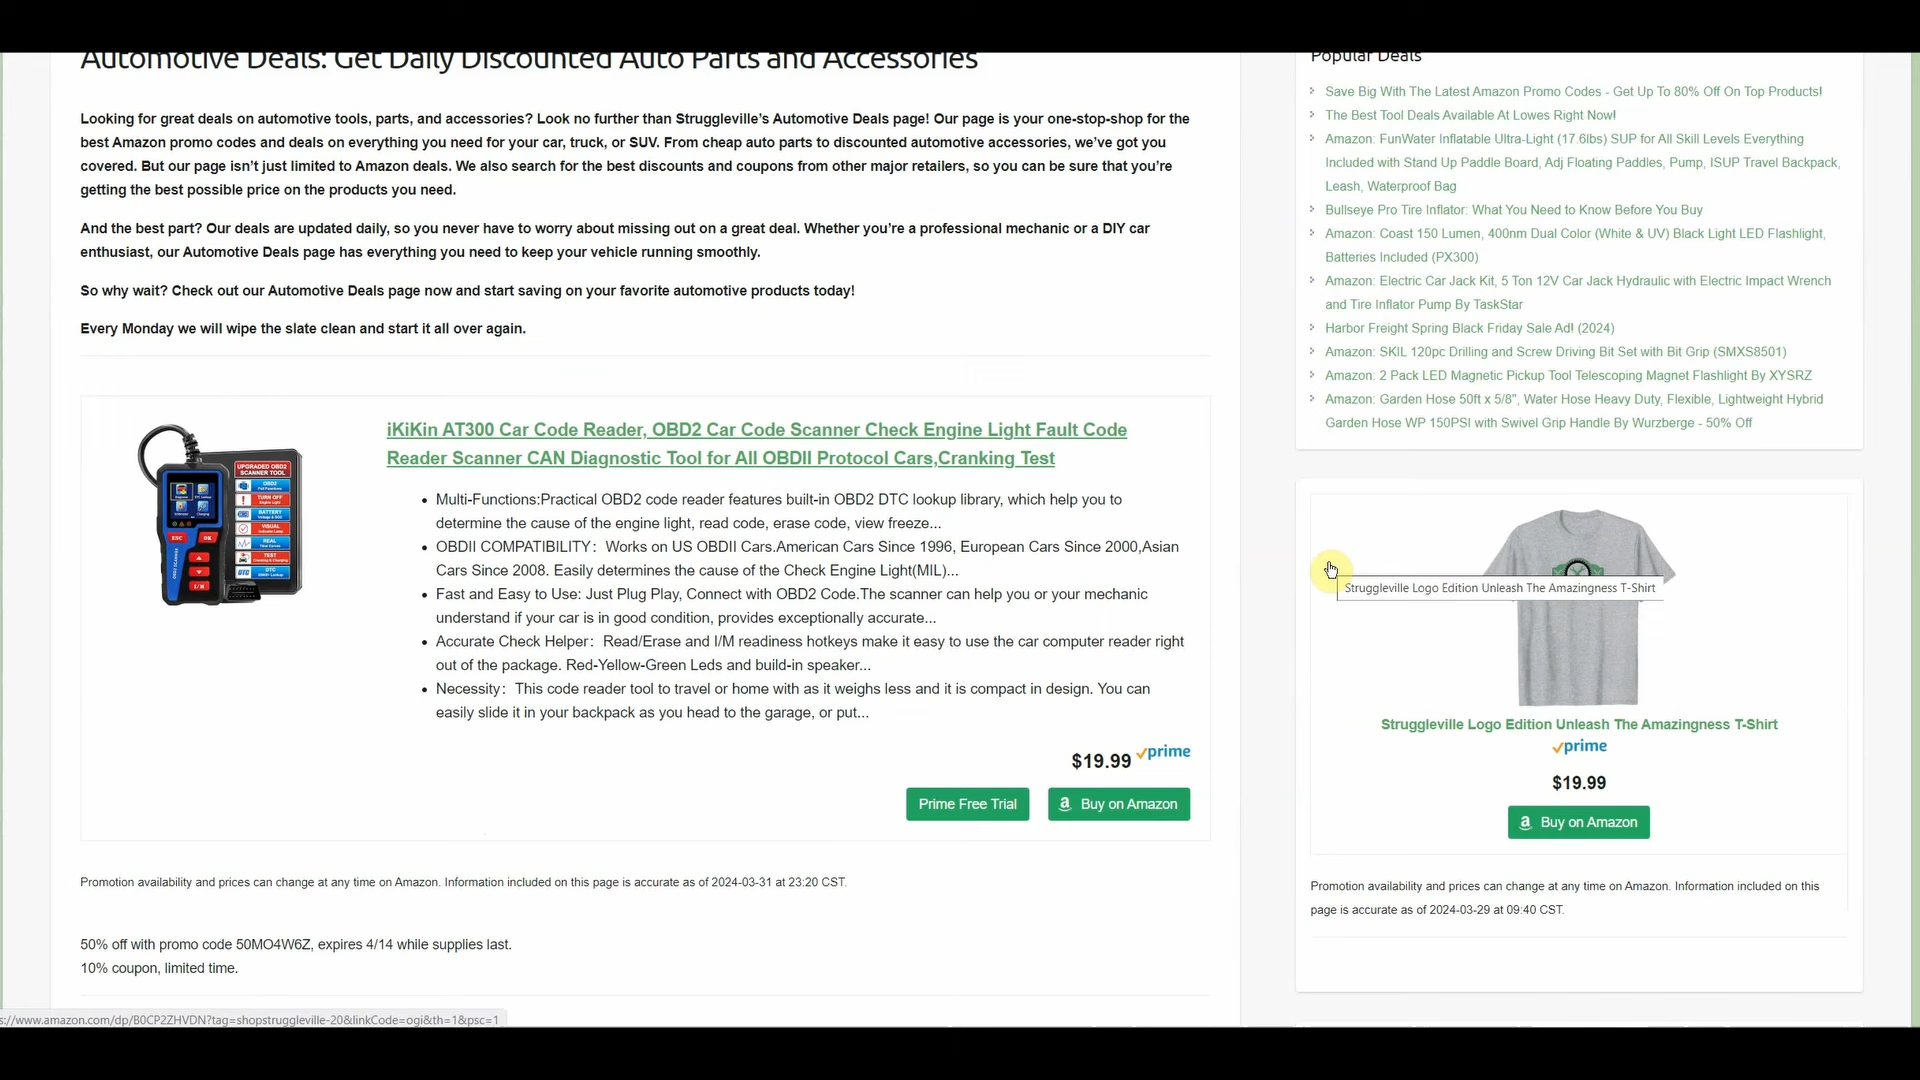 Automotive Deals: Get Daily Discounted Auto Parts and Accessories
Looking for great deals on automotive tools, parts, and accessories? Look no further than Struggleville’s Automotive Deals page! Our page is your one-stop-shop for the
best Amazon promo codes and deals on everything you need for your car, truck, or SUV. From cheap auto parts to discounted automotive accessories, we’ve got you
covered. But our page isn’t just limited to Amazon deals. We also search for the best discounts and coupons from other major retailers, so you can be sure that you’re
getting the best possible price on the products you need.
And the best part? Our deals are updated daily, so you never have to worry about missing out on a great deal. Whether you’re a professional mechanic or a DIY car
enthusiast, our Automotive Deals page has everything you need to keep your vehicle running smoothly.
So why wait? Check out our Automotive Deals page now and start saving on your favorite automotive products today!
Every Monday we will wipe the slate clean and start it all over again.
UPGRADED OBD2
SCANNER TOOL
OBD2
TURN OFF
BATTERY
VISUAL
REAL
TEST
DTC
ESC
OK
I/M
iKiKin AT300 Car Code Reader, OBD2 Car Code Scanner Check Engine Light Fault Code
Reader Scanner CAN Diagnostic Tool for All OBDII Protocol Cars,Cranking Test
• Multi-Functions:Practical OBD2 code reader features built-in OBD2 DTC lookup library, which help you to
determine the cause of the engine light, read code, erase code, view freeze...
• OBDII COMPATIBILITY：Works on US OBDII Cars.American Cars Since 1996, European Cars Since 2000,Asian
Cars Since 2008. Easily determines the cause of the Check Engine Light(MIL)...
• Fast and Easy to Use: Just Plug Play, Connect with OBD2 Code.The scanner can help you or your mechanic
understand if your car is in good condition, provides exceptionally accurate...
• Accurate Check Helper：Read/Erase and I/M readiness hotkeys make it easy to use the car computer reader right
out of the package. Red-Yellow-Green Leds and build-in speaker...
• Necessity：This code reader tool to travel or home with as it weighs less and it is compact in design. You can
easily slide it in your backpack as you head to the garage, or put...
$19.99 prime
Prime Free Trial
Buy on Amazon
Promotion availability and prices can change at any time on Amazon. Information included on this page is accurate as of 2024-03-31 at 23:20 CST.
50% off with promo code 50MO4W6Z, expires 4/14 while supplies last.
10% coupon, limited time.
s://www.amazon.com/dp/B0CP2ZHVDN?tag=shopstruggleville-20&linkCode=ogi&th=1&psc=1
Popular Deals
Save Big With The Latest Amazon Promo Codes - Get Up To 80% Off On Top Products!
The Best Tool Deals Available At Lowes Right Now!
Amazon: FunWater Inflatable Ultra-Light (17.6lbs) SUP for All Skill Levels Everything
Included with Stand Up Paddle Board, Adj Floating Paddles, Pump, ISUP Travel Backpack,
Leash, Waterproof Bag
Bullseye Pro Tire Inflator: What You Need to Know Before You Buy
Amazon: Coast 150 Lumen, 400nm Dual Color (White & UV) Black Light LED Flashlight,
Batteries Included (PX300)
Amazon: Electric Car Jack Kit, 5 Ton 12V Car Jack Hydraulic with Electric Impact Wrench
and Tire Inflator Pump By TaskStar
Harbor Freight Spring Black Friday Sale Ad! (2024)
Amazon: SKIL 120pc Drilling and Screw Driving Bit Set with Bit Grip (SMXS8501)
Amazon: 2 Pack LED Magnetic Pickup Tool Telescoping Magnet Flashlight By XYSRZ
Amazon: Garden Hose 50ft x 5/8", Water Hose Heavy Duty, Flexible, Lightweight Hybrid
Garden Hose WP 150PSI with Swivel Grip Handle By Wurzberge - 50% Off
Struggleville Logo Edition Unleash The Amazingness T-Shirt
Struggleville Logo Edition Unleash The Amazingness T-Shirt
prime
$19.99
Buy on Amazon
Promotion availability and prices can change at any time on Amazon. Information included on this
page is accurate as of 2024-03-29 at 09:40 CST.